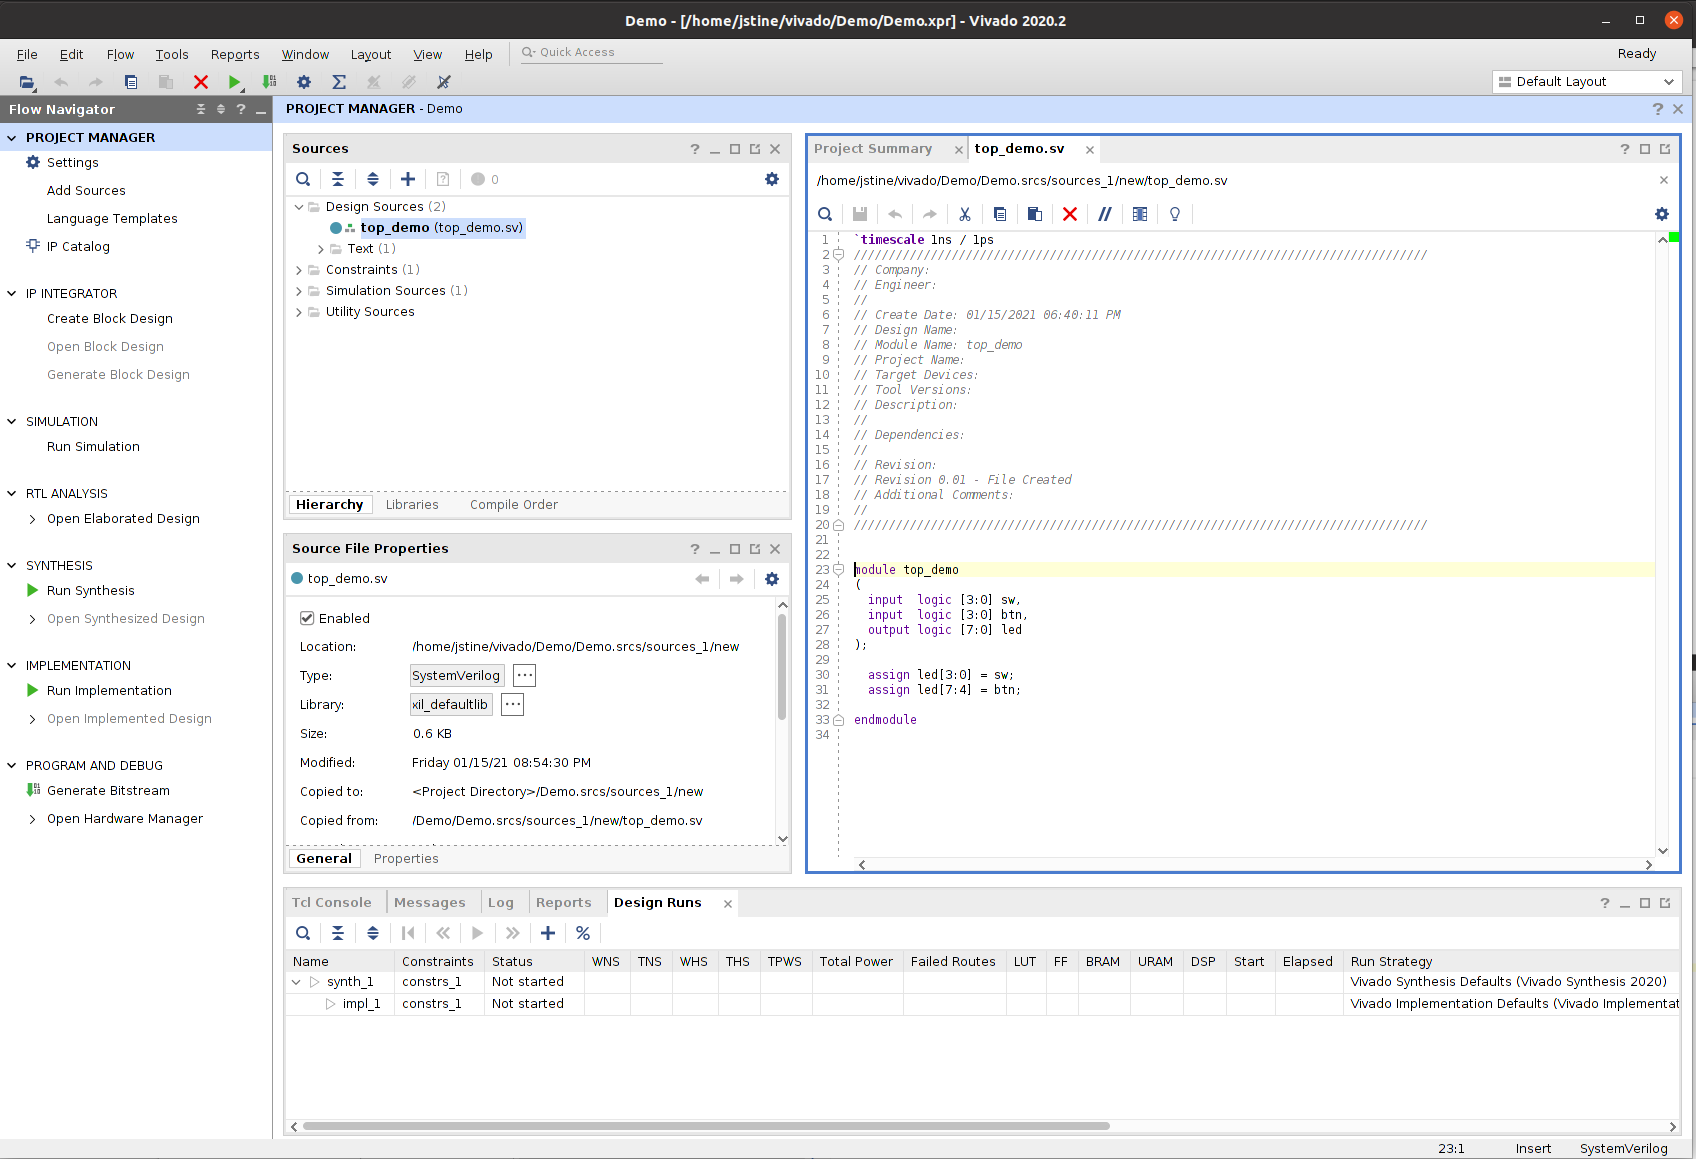 Demo - [/home/jstine/vivado/Demo/Demo.xpr] - Vivado 2020.2
File Edit Flow Tools Reports Window Layout View Help Quick Access Ready
Default Layout
Flow Navigator
PROJECT MANAGER
Settings
Add Sources
Language Templates
IP Catalog
IP INTEGRATOR
Create Block Design
Open Block Design
Generate Block Design
SIMULATION
Run Simulation
RTL ANALYSIS
Open Elaborated Design
SYNTHESIS
Run Synthesis
Open Synthesized Design
IMPLEMENTATION
Run Implementation
Open Implemented Design
PROGRAM AND DEBUG
Generate Bitstream
Open Hardware Manager
PROJECT MANAGER - Demo
Sources
0
Design Sources (2)
top_demo (top_demo.sv)
Text (1)
Constraints (1)
Simulation Sources (1)
Utility Sources
Hierarchy Libraries Compile Order
Source File Properties
top_demo.sv
Enabled
Location: /home/jstine/vivado/Demo/Demo.srcs/sources_1/new
Type: SystemVerilog ...
Library: xil_defaultlib ...
Size: 0.6 KB
Modified: Friday 01/15/21 08:54:30 PM
Copied to: <Project Directory>/Demo.srcs/sources_1/new
Copied from: /Demo/Demo.srcs/sources_1/new/top_demo.sv
General Properties
Project Summary top_demo.sv
/home/jstine/vivado/Demo/Demo.srcs/sources_1/new/top_demo.sv
1 `timescale 1ns / 1ps
2 //////////////////////////////////////////////////////////////////////////////////
3 // Company:
4 // Engineer:
5 //
6 // Create Date: 01/15/2021 06:40:11 PM
7 // Design Name:
8 // Module Name: top_demo
9 // Project Name:
10 // Target Devices:
11 // Tool Versions:
12 // Description:
13 //
14 // Dependencies:
15 //
16 // Revision:
17 // Revision 0.01 - File Created
18 // Additional Comments:
19 //
20 //////////////////////////////////////////////////////////////////////////////////
21
22
23 module top_demo
24 (
25 input logic [3:0] sw,
26 input logic [3:0] btn,
27 output logic [7:0] led
28 );
29
30 assign led[3:0] = sw;
31 assign led[7:4] = btn;
32
33 endmodule
34
Tcl Console Messages Log Reports Design Runs
Name Constraints Status WNS TNS WHS THS TPWS Total Power Failed Routes LUT FF BRAM URAM DSP Start Elapsed Run Strategy
synth_1 constrs_1 Not started Vivado Synthesis Defaults (Vivado Synthesis 2020)
impl_1 constrs_1 Not started Vivado Implementation Defaults (Vivado Implementat
23:1 Insert SystemVerilog